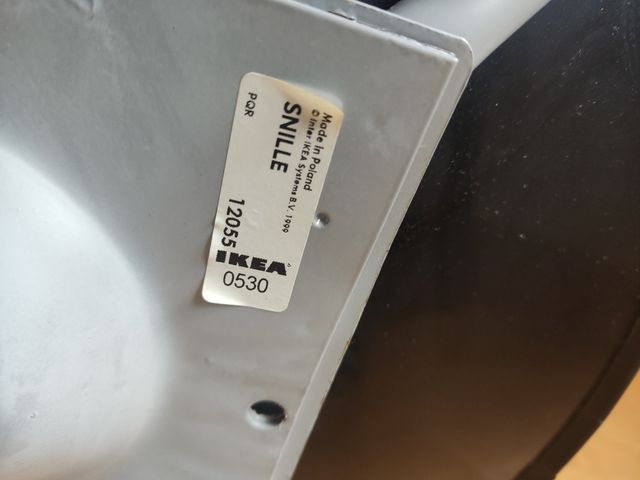 Made in Poland
© Inter IKEA Systems B.V. 1999
SNILLE
PQR
12055
IKEA®
0530